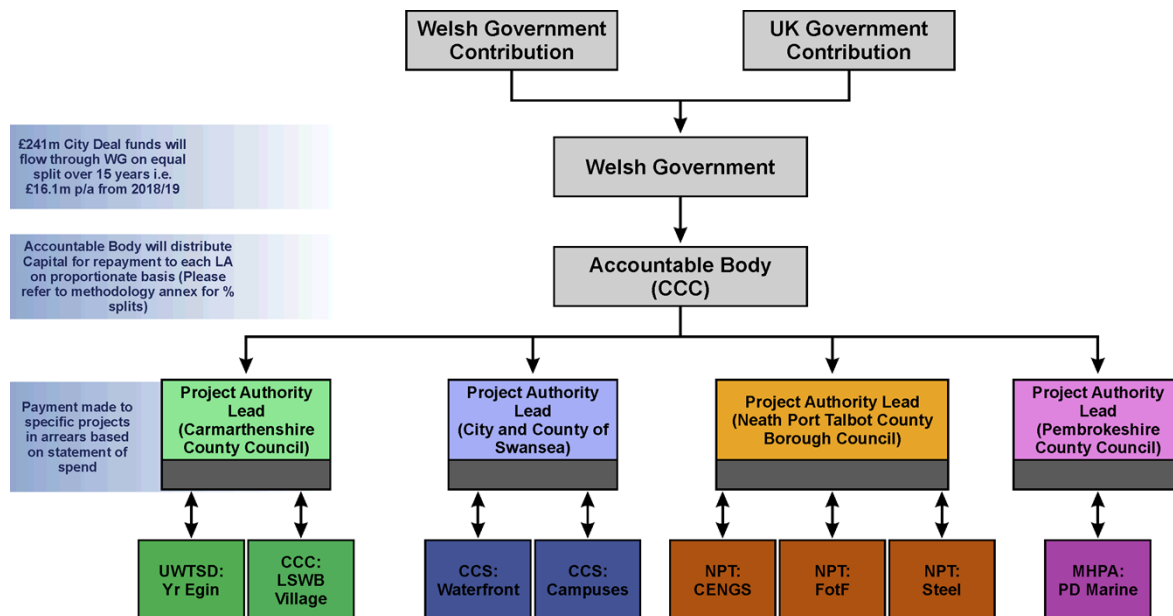 Welsh Government
Contribution
UK Government
Contribution
£241m City Deal funds will
flow through WG on equal
split over 15 years i.e.
£16.1m p/a from 2018/19
Welsh Government
Accountable Body will distribute
Capital for repayment to each LA
on proportionate basis (Please
refer to methodology annex for %
splits)
Accountable Body
(CCC)
Payment made to
specific projects
in arrears based
on statement of
spend
Project Authority
Lead
(Carmarthenshire
County Council)
Project Authority
Lead
(City and County of
Swansea)
Project Authority Lead
(Neath Port Talbot County
Borough Council)
Project Authority
Lead
(Pembrokeshire
County Council)
UWTSD:
Yr Egin
CCC:
LSWB
Village
CCS:
Waterfront
CCS:
Campuses
NPT:
CENGS
NPT:
FotF
NPT:
Steel
MHPA:
PD Marine